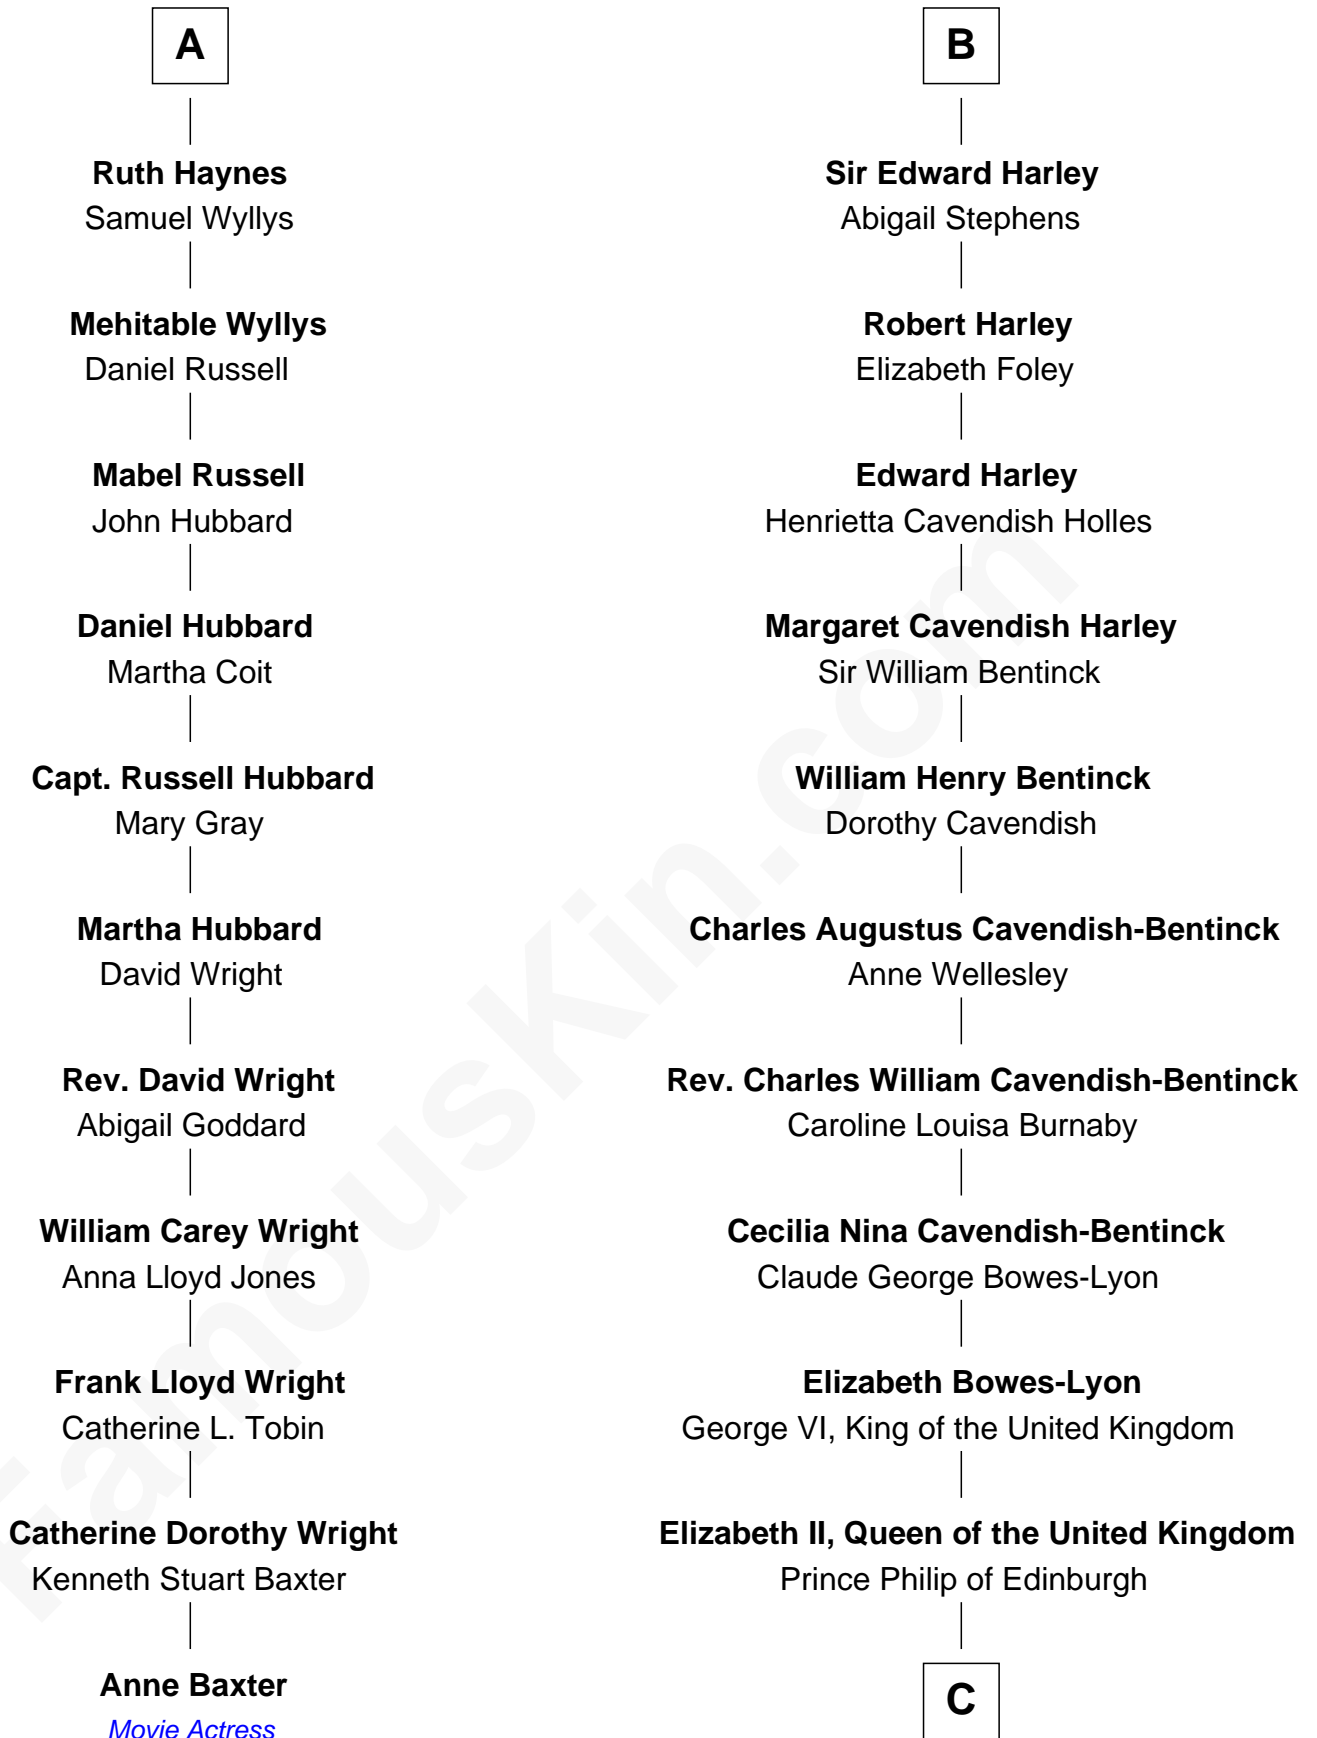 A
Ruth Haynes
Samuel Wyllys
Mehitable Wyllys
Daniel Russell
Mabel Russell
John Hubbard
Daniel Hubbard
Martha Coit
Capt. Russell Hubbard
Mary Gray
Martha Hubbard
David Wright
Rev. David Wright
Abigail Goddard
William Carey Wright
Anna Lloyd Jones
Frank Lloyd Wright
Catherine L. Tobin
Catherine Dorothy Wright
Kenneth Stuart Baxter
Anne Baxter
Movie Actress
B
Sir Edward Harley
Abigail Stephens
Robert Harley
Elizabeth Foley
Edward Harley
Henrietta Cavendish Holles
Margaret Cavendish Harley
Sir William Bentinck
William Henry Bentinck
Dorothy Cavendish
Charles Augustus Cavendish-Bentinck
Anne Wellesley
Rev. Charles William Cavendish-Bentinck
Caroline Louisa Burnaby
Cecilia Nina Cavendish-Bentinck
Claude George Bowes-Lyon
Elizabeth Bowes-Lyon
George VI, King of the United Kingdom
Elizabeth II, Queen of the United Kingdom
Prince Philip of Edinburgh
C
FamousKin.com